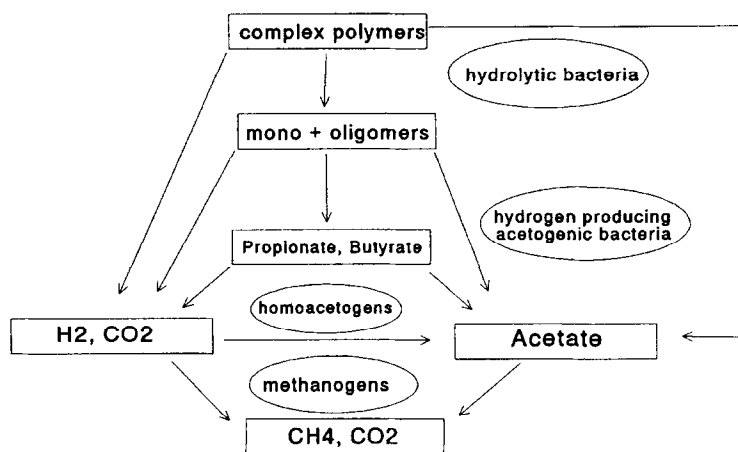 complex polymers
hydrolytic bacteria
mono + oligomers
hydrogen producing
acetogenic bacteria
Propionate, Butyrate
homoacetogens
H2, CO2
Acetate
methanogens
CH4, CO2